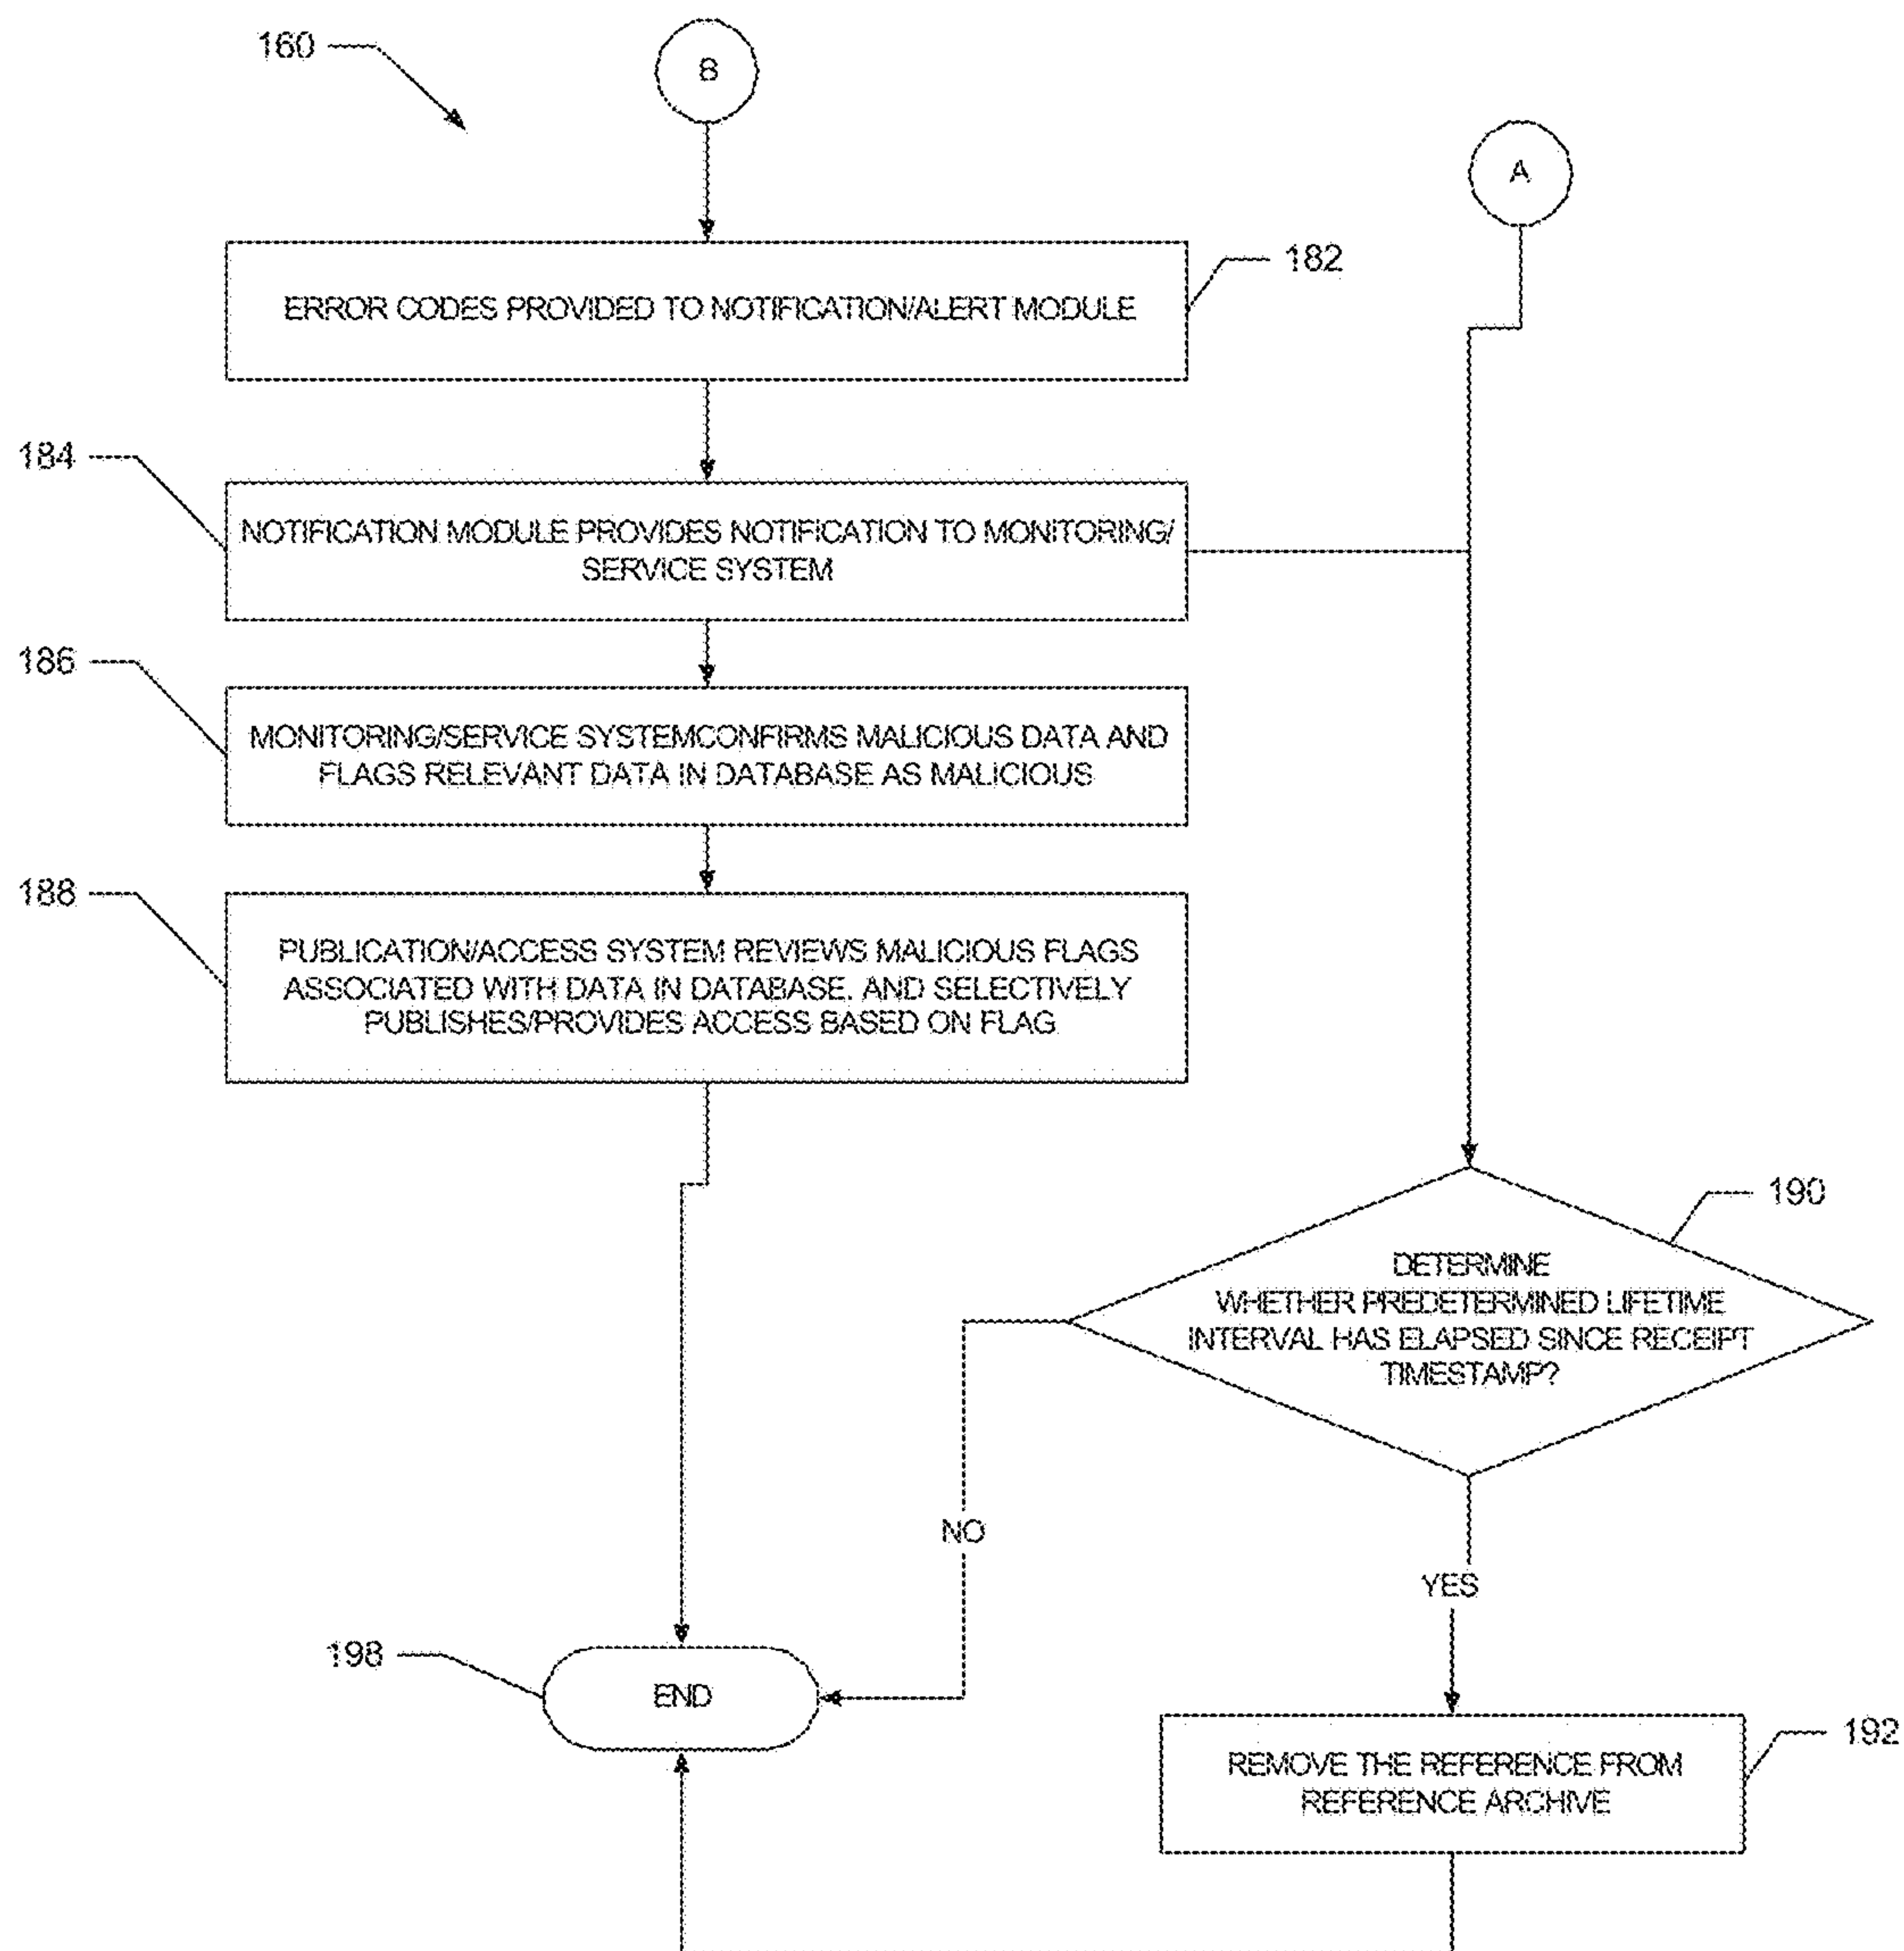 160
B
A
182
ERROR CODES PROVIDED TO NOTIFICATION/ALERT MODULE
184
NOTIFICATION MODULE PROVIDES NOTIFICATION TO MONITORING/
SERVICE SYSTEM
186
MONITORING/SERVICE SYSTEMCONFIRMS MALICIOUS DATA AND
FLAGS RELEVANT DATA IN DATABASE AS MALICIOUS
188
PUBLICATION/ACCESS SYSTEM REVIEWS MALICIOUS FLAGS
ASSOCIATED WITH DATA IN DATABASE, AND SELECTIVELY
PUBLISHES/PROVIDES ACCESS BASED ON FLAG
190
DETERMINE
WHETHER PREDETERMINED LIFETIME
INTERVAL HAS ELAPSED SINCE RECEIPT
TIMESTAMP?
NO
YES
198
END
192
REMOVE THE REFERENCE FROM
REFERENCE ARCHIVE